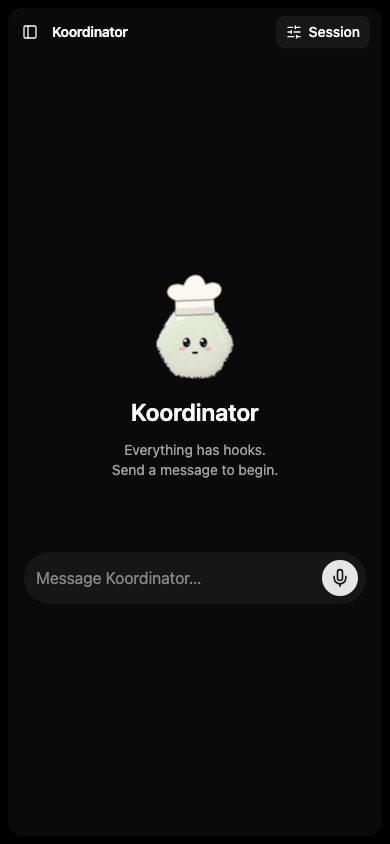 Koordinator
Session
Koordinator
Everything has hooks.
Send a message to begin.
Message Koordinator...